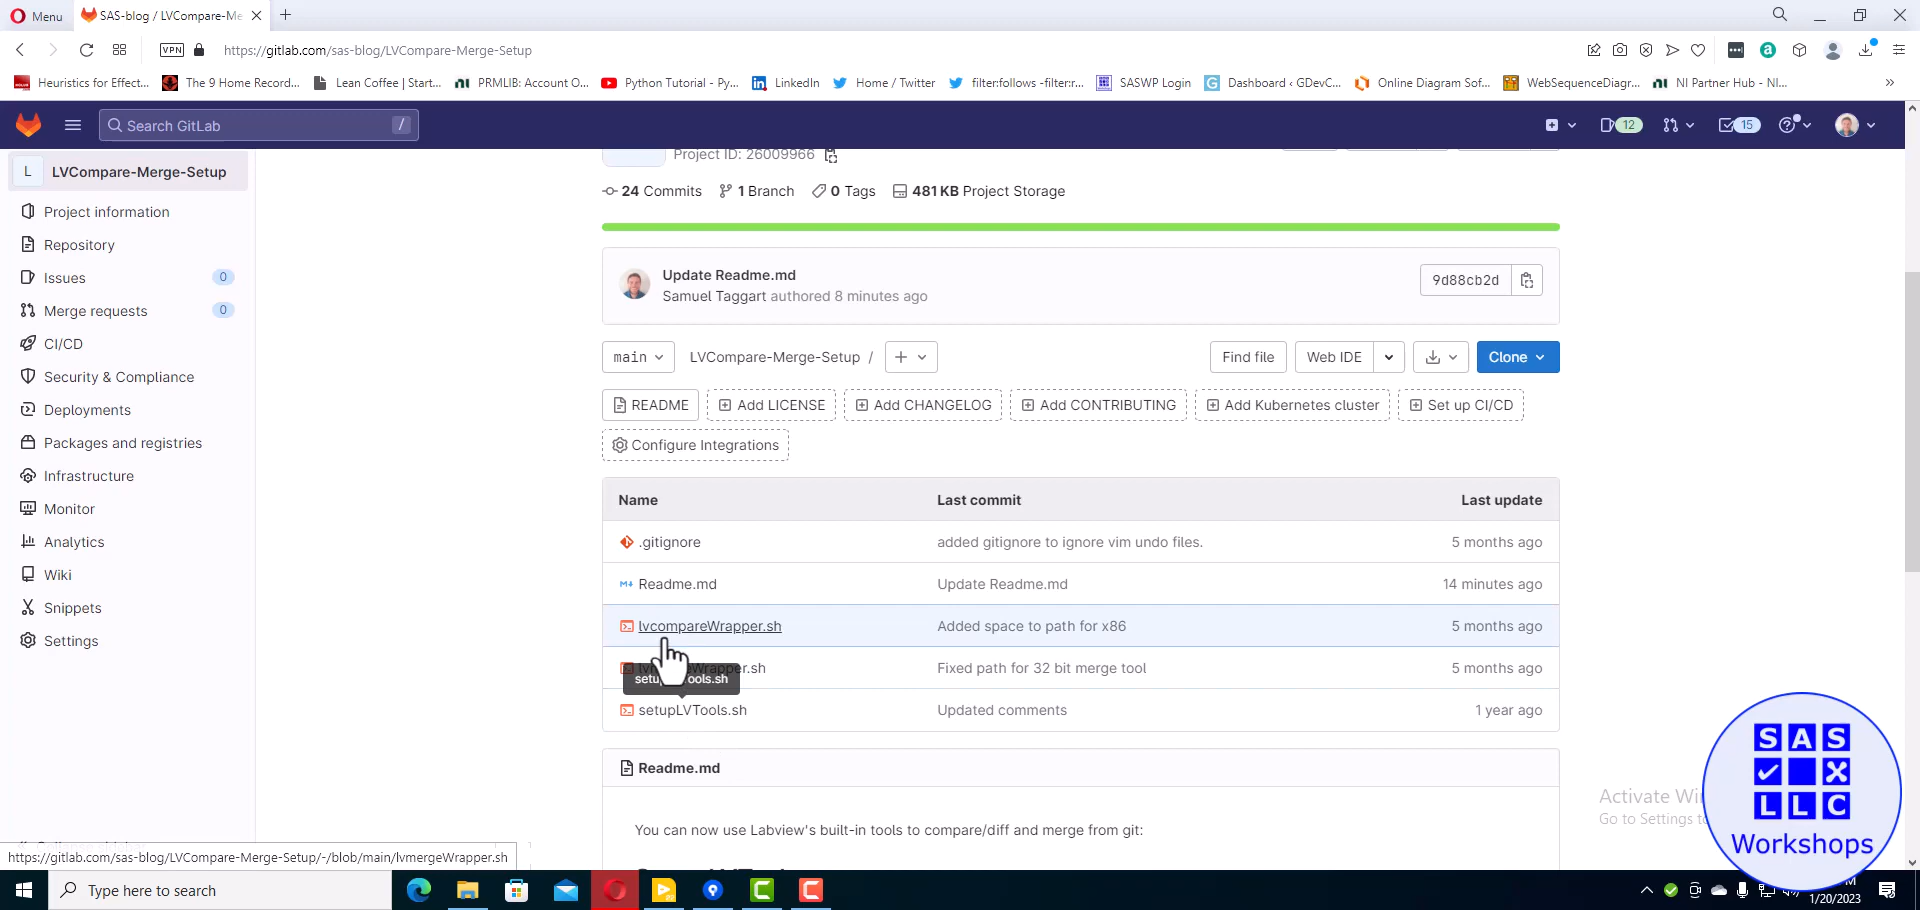 Menu
SAS-blog / LVCompare-Me
VPN
https://gitlab.com/sas-blog/LVCompare-Merge-Setup
Heuristics for Effect...
The 9 Home Record...
Lean Coffee | Start...
PRMLIB: Account O...
Python Tutorial - Py...
LinkedIn
Home / Twitter
filter:follows -filter:r...
SASWP Login
Dashboard ‹ GDevC...
Online Diagram Sof...
WebSequenceDiagr...
NI Partner Hub - NI...
Search GitLab
/
12
15
L
LVCompare-Merge-Setup
Project information
Repository
Issues
0
Merge requests
0
CI/CD
Security & Compliance
Deployments
Packages and registries
Infrastructure
Monitor
Analytics
Wiki
Snippets
Settings
Project ID: 26009966
24 Commits
1 Branch
0 Tags
481 KB Project Storage
Update Readme.md
Samuel Taggart authored 8 minutes ago
9d88cb2d
main
LVCompare-Merge-Setup /
Find file
Web IDE
Clone
README
Add LICENSE
Add CHANGELOG
Add CONTRIBUTING
Add Kubernetes cluster
Set up CI/CD
Configure Integrations
Name
Last commit
Last update
.gitignore
added gitignore to ignore vim undo files.
5 months ago
Readme.md
Update Readme.md
14 minutes ago
lvcompareWrapper.sh
Added space to path for x86
5 months ago
Fixed path for 32 bit merge tool
5 months ago
setupLVTools.sh
Updated comments
1 year ago
Readme.md
You can now use Labview's built-in tools to compare/diff and merge from git:
https://gitlab.com/sas-blog/LVCompare-Merge-Setup/-/blob/main/lvmergeWrapper.sh
Activate
Go to Settings
SAS
LLC
Workshops
Type here to search
1/20/2023